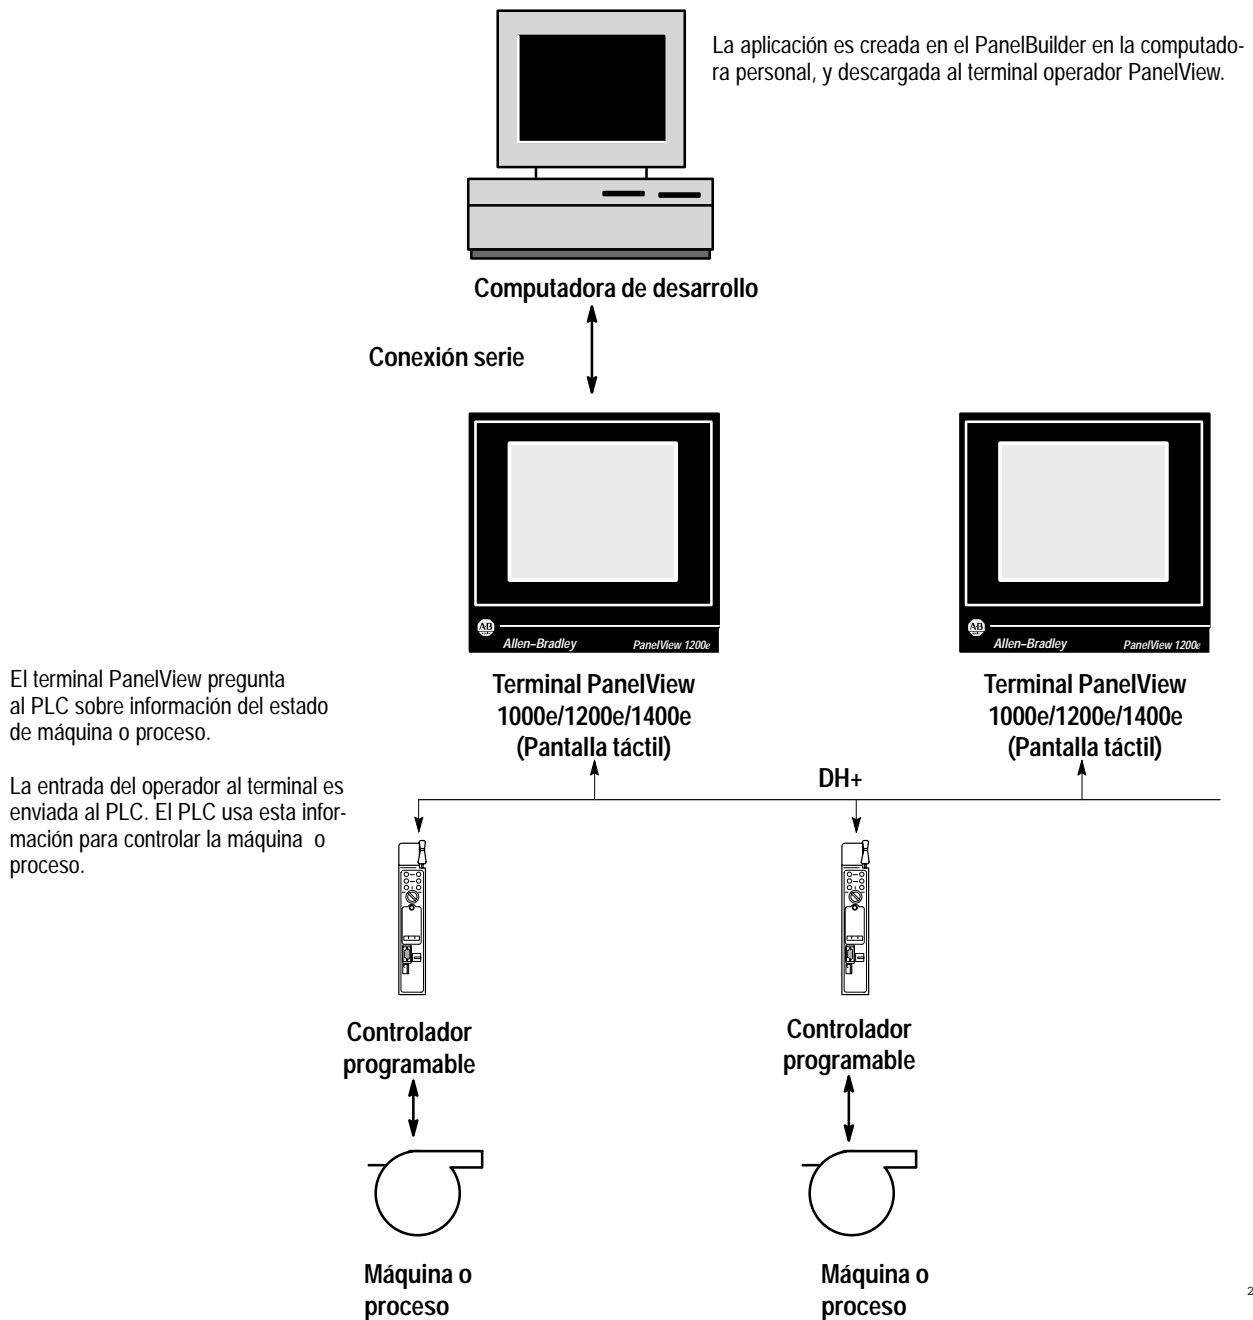 La aplicación es creada en el PanelBuilder en la computado-
ra personal, y descargada al terminal operador PanelView.
Computadora de desarrollo
Conexión serie
A-B
Allen–Bradley PanelView 1200e
A-B
Allen–Bradley PanelView 1200e
El terminal PanelView pregunta
al PLC sobre información del estado
de máquina o proceso.
La entrada del operador al terminal es
enviada al PLC. El PLC usa esta infor-
mación para controlar la máquina o
proceso.
Terminal PanelView
1000e/1200e/1400e
(Pantalla táctil)
Terminal PanelView
1000e/1200e/1400e
(Pantalla táctil)
DH+
Controlador
programable
Controlador
programable
Máquina o
proceso
Máquina o
proceso
2